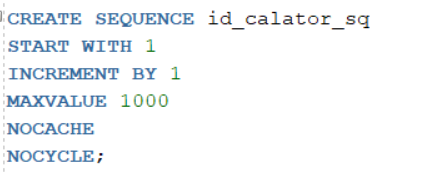 CREATE SEQUENCE id_calator_sq
START WITH 1
INCREMENT BY 1
MAXVALUE 1000
NOCACHE
NOCYCLE;